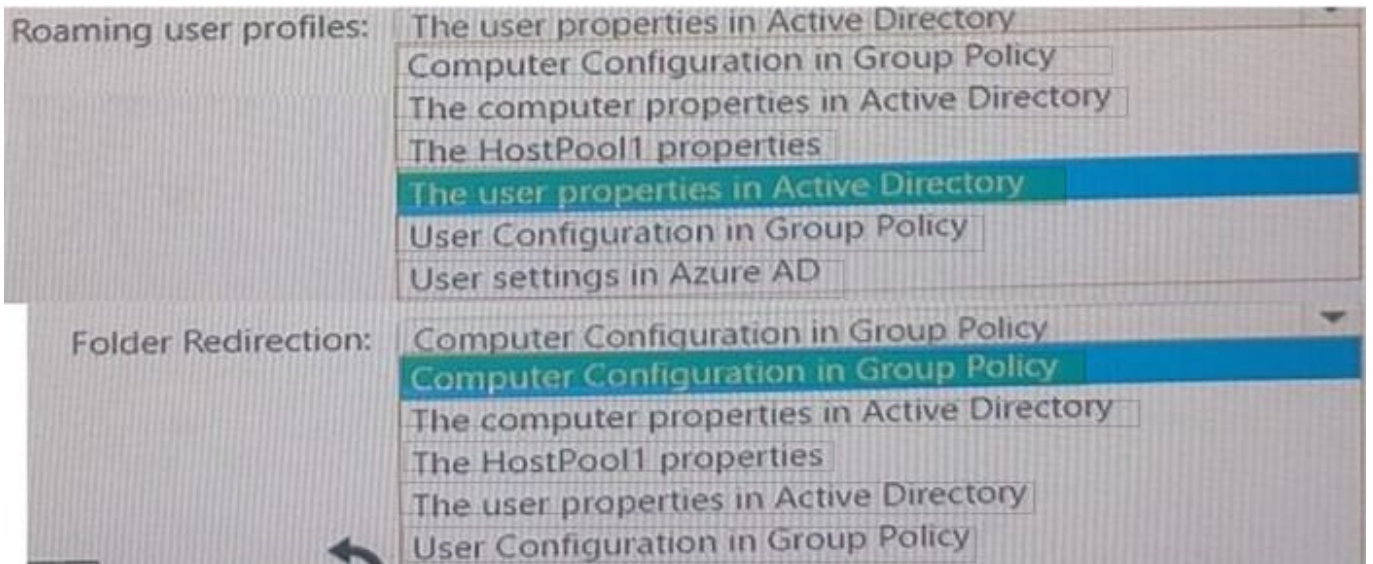 Roaming user profiles: The user properties in Active Directory
Computer Configuration in Group Policy
The computer properties in Active Directory
The HostPool1 properties
The user properties in Active Directory
User Configuration in Group Policy
User settings in Azure AD
Folder Redirection: Computer Configuration in Group Policy
Computer Configuration in Group Policy
The computer properties in Active Directory
The HostPool1 properties
The user properties in Active Directory
User Configuration in Group Policy